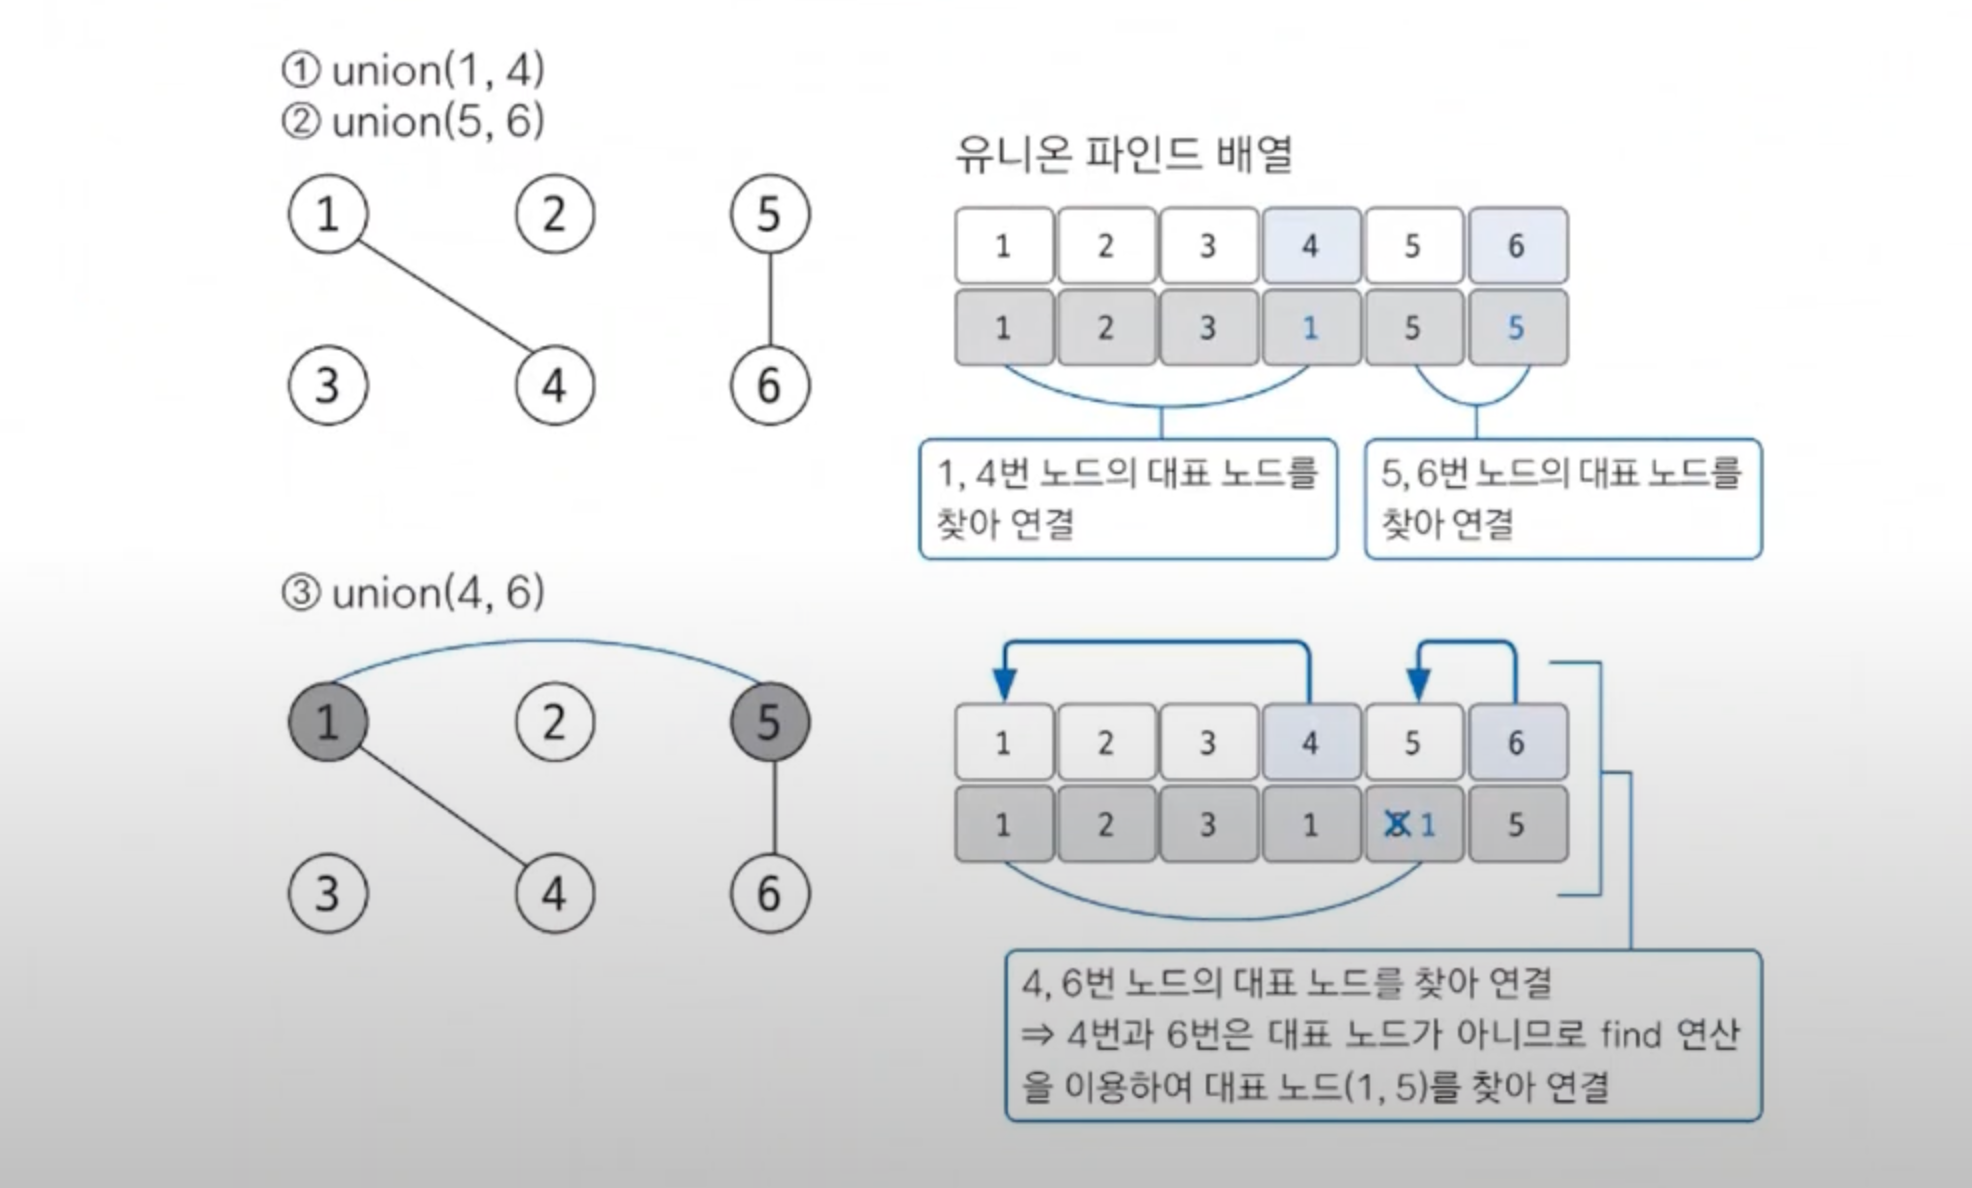 ① union(1, 4)
② union(5, 6)
1 2 5
3 4 6
유니온 파인드 배열
1 2 3 4 5 6
1 2 3 1 5 5
1, 4번 노드의 대표 노드를
찾아 연결
5, 6번 노드의 대표 노드를
찾아 연결
③ union(4, 6)
1 2 5
3 4 6
1 2 3 4 5 6
1 2 3 1 5 1 5
4, 6번 노드의 대표 노드를 찾아 연결
⇒ 4번과 6번은 대표 노드가 아니므로 find 연산
을 이용하여 대표 노드(1, 5)를 찾아 연결